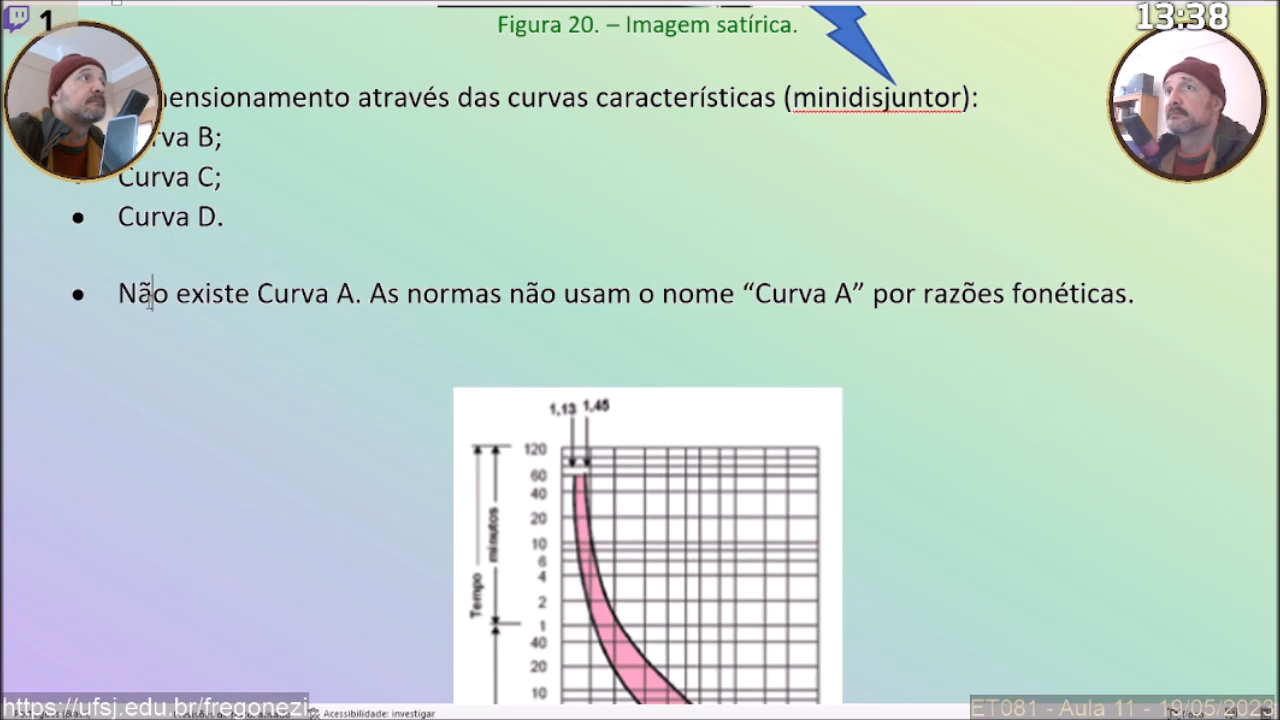 1
13:38
Figura 20. – Imagem satírica.
ensionamento através das curvas características (minidisjuntor):
rva B;
Curva C;
• Curva D.
• Não existe Curva A. As normas não usam o nome “Curva A” por razões fonéticas.
1,13 1,45
120
60
40
20
10
6
4
2
1
40
20
10
Tempo
minutos
https://ufsj.edu.br/fregonezi
Acessibilidade: investigar
ET081 - Aula 11 - 19/05/2023